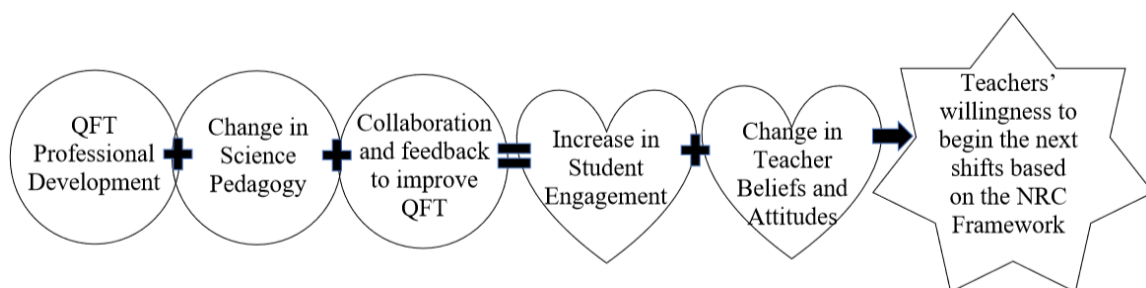 QFT
Professional
Development
Change in
Science
Pedagogy
Collaboration
and feedback
to improve
QFT
Increase in
Student
Engagement
Change in
Teacher
Beliefs and
Attitudes
Teachers’
willingness to
begin the next
shifts based
on the NRC
Framework